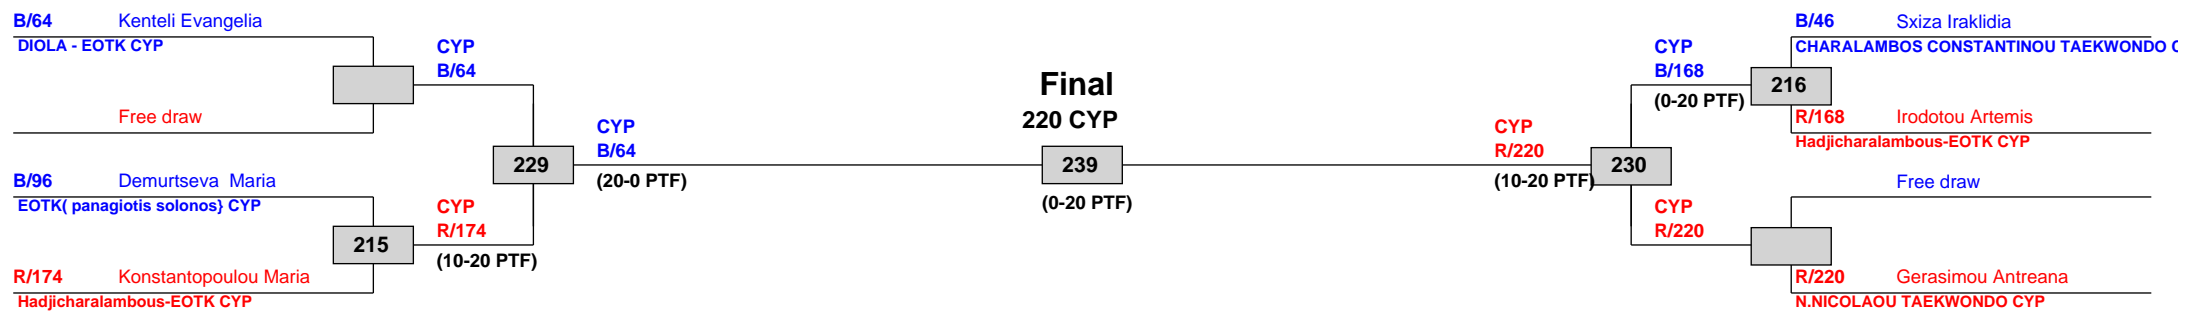 B/64 Kenteli Evangelia
DIOLA - EOTK CYP
Free draw
B/96 Demurtseva  Maria
EOTK( panagiotis solonos} CYP
R/174 Konstantopoulou Maria
Hadjicharalambous-EOTK CYP
CYP
B/64
215
CYP
R/174
(10-20 PTF)
229
CYP
B/64
(20-0 PTF)
Final
220 CYP
239
(0-20 PTF)
CYP
R/220
(10-20 PTF)
230
CYP
B/168
(0-20 PTF)
CYP
R/220
216
B/46 Sxiza Iraklidia
CHARALAMBOS CONSTANTINOU TAEKWONDO C
R/168 Irodotou Artemis
Hadjicharalambous-EOTK CYP
Free draw
R/220 Gerasimou Antreana
N.NICOLAOU TAEKWONDO CYP